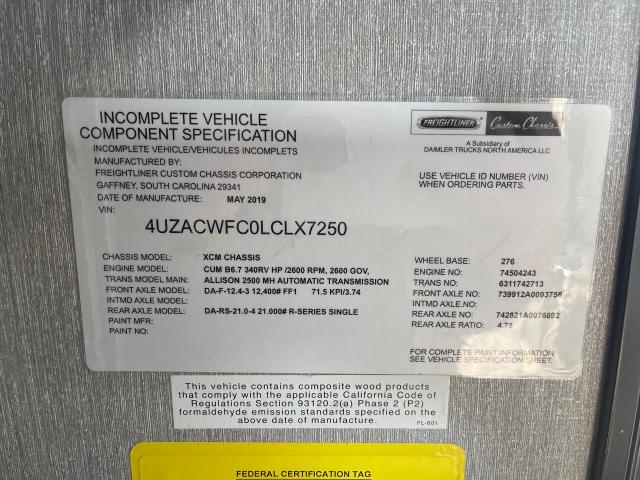 INCOMPLETE VEHICLE
COMPONENT SPECIFICATION
INCOMPLETE VEHICLE/VEHICULES INCOMPLETS
MANUFACTURED BY:
FREIGHTLINER CUSTOM CHASSIS CORPORATION
GAFFNEY, SOUTH CAROLINA 29341
DATE OF MANUFACTURE: MAY 2019
VIN:
4UZACWFC0LCLX7250
FREIGHTLINER Custom Chassis
A Subsidiary of
DAIMLER TRUCKS NORTH AMERICA LLC
USE VEHICLE ID NUMBER (VIN)
WHEN ORDERING PARTS.
CHASSIS MODEL: XCM CHASSIS
ENGINE MODEL: CUM B6.7 340RV HP /2600 RPM, 2600 GOV,
TRANS MODEL MAIN: ALLISON 2500 MH AUTOMATIC TRANSMISSION
FRONT AXLE MODEL: DA-F-12.4-3 12,400# FF1 71.5 KPI/3.74
INTMD AXLE MODEL:
REAR AXLE MODEL: DA-RS-21.0-4 21.000# R-SERIES SINGLE
PAINT MFR:
PAINT NO:
WHEEL BASE: 276
ENGINE NO: 74504243
TRANS NO: 6311742713
FRONT AXLE NO: 739912A0093756
INTMD AXLE.NO:
REAR AXLE NO: 742821A0076892
REAR AXLE RATIO: 4.78
FOR COMPLETE PAINT INFORMATION
SEE VEHICLE SPECIFICATION SHEET.
This vehicle contains composite wood products
that comply with the applicable California Code of
Regulations Section 93120.2(a) Phase 2 (P2)
formaldehyde emission standards specified on the
above date of manufacture.
FL-601
FEDERAL CERTIFICATION TAG